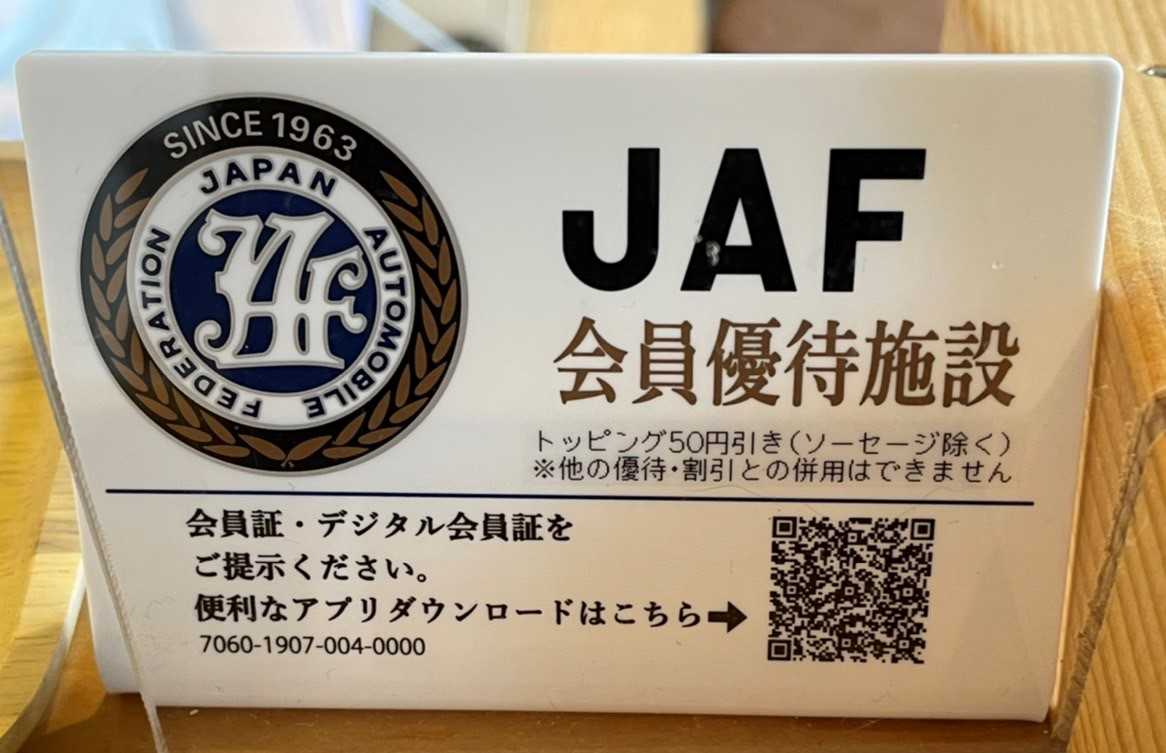 SINCE 1963
JAPAN AUTOMOBILE FEDERATION
JAF
JAF
会員優待施設
トッピング50円引き(ソーセージ除く)
※他の優待・割引との併用はできません
会員証・デジタル会員証を
ご提示ください。
便利なアプリダウンロードはこちら➡
7060-1907-004-0000